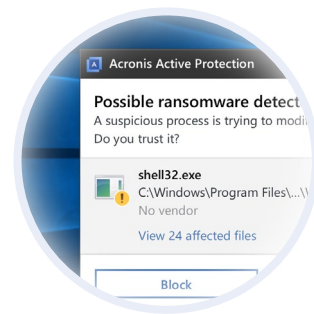 Acronis Active Protection
Possible ransomware detect
A suspicious process is trying to modi
Do you trust it?
shell32.exe
C:\Windows\Program Files\...\
No vendor
View 24 affected files
Block